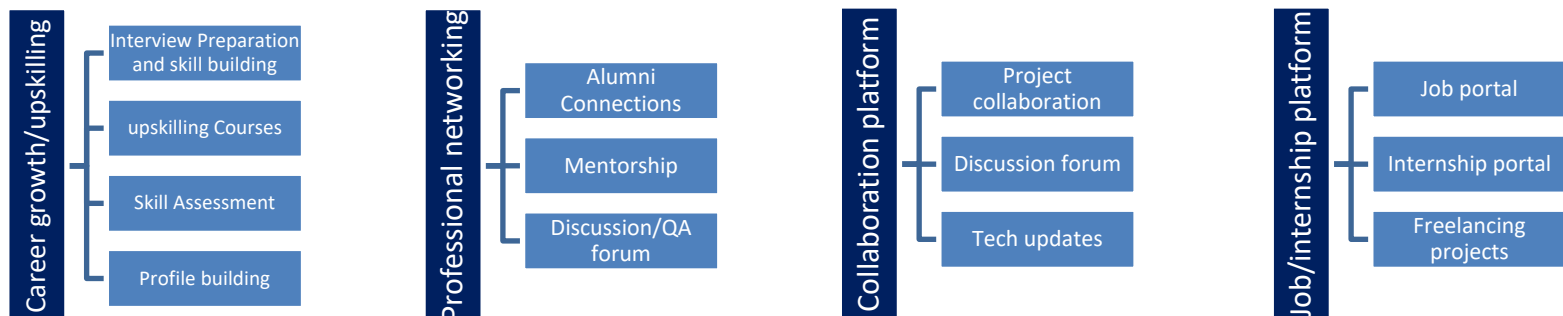 Career growth/upskilling
Interview Preparation
and skill building
upskilling Courses
Skill Assessment
Profile building
Professional networking
Alumni
Connections
Mentorship
Discussion/QA
forum
Collaboration platform
Project
collaboration
Discussion forum
Tech updates
Job/internship platform
Job portal
Internship portal
Freelancing
projects